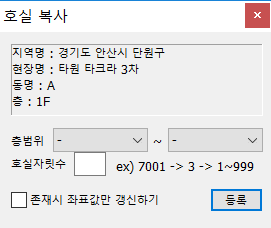 호실 복사
지역명 : 경기도 안산시 단원구
현장명 : 타원 타크라 3차
동명 : A
층 : 1F
층범위 - ~ -
호실자릿수 ex) 7001 -> 3 -> 1~999
존재시 좌표값만 갱신하기 등록